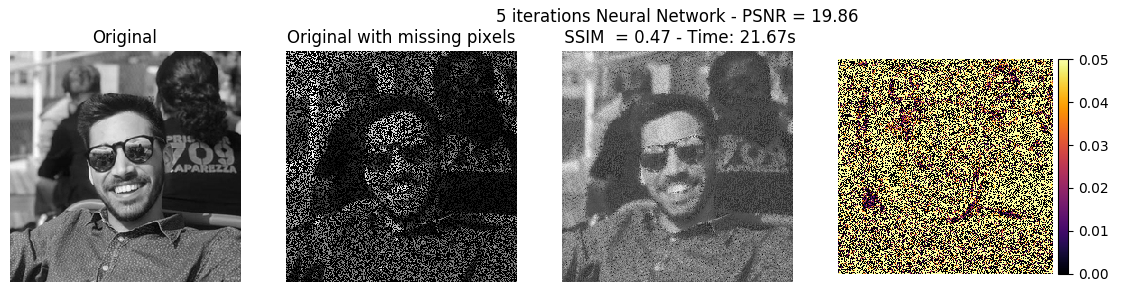 5 iterations Neural Network - PSNR = 19.86
Original
Original with missing pixels
SSIM  = 0.47 - Time: 21.67s
709
0.05
0.04
0.03
0.02
0.01
0.00